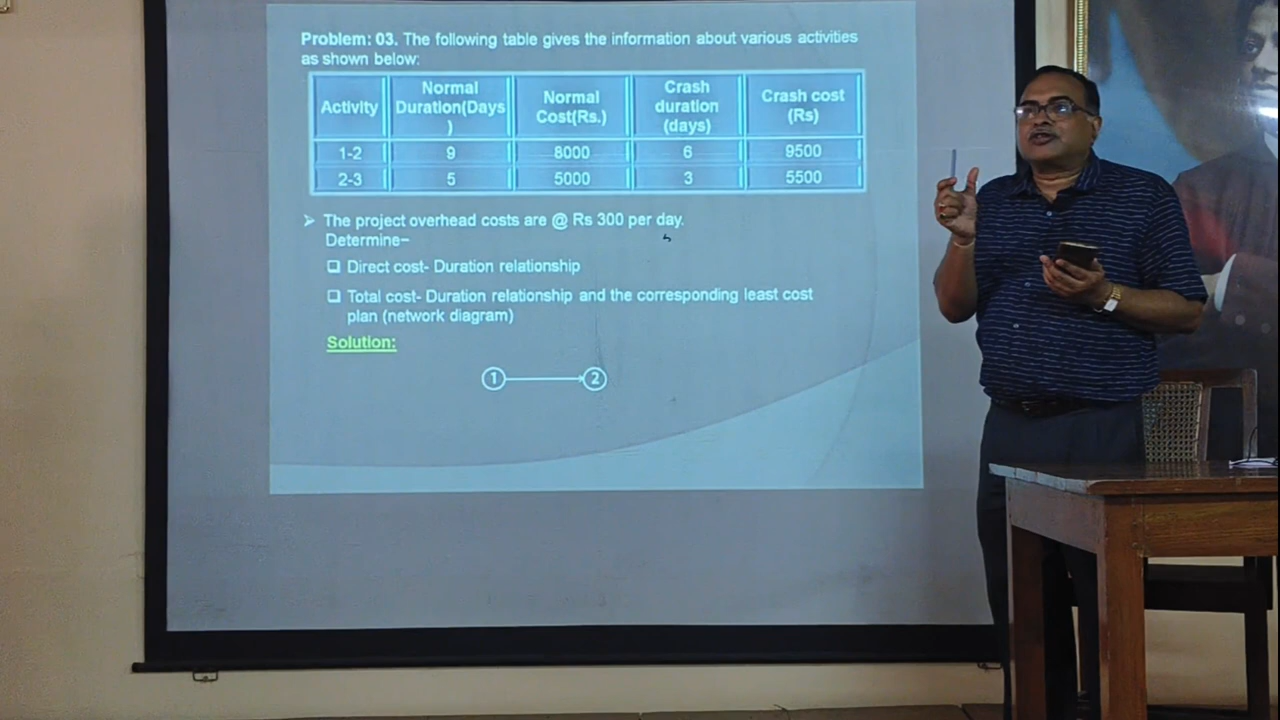 Problem: 03. The following table gives the information about various activities
as shown below:
Activity Normal Duration(Days) Normal Cost(Rs.) Crash duration (days) Crash cost (Rs)
1-2 9 8000 6 9500
2-3 5 5000 3 5500
➢ The project overhead costs are @ Rs 300 per day.
Determine–
❑ Direct cost- Duration relationship
❑ Total cost- Duration relationship and the corresponding least cost
plan (network diagram)
Solution:
1 2